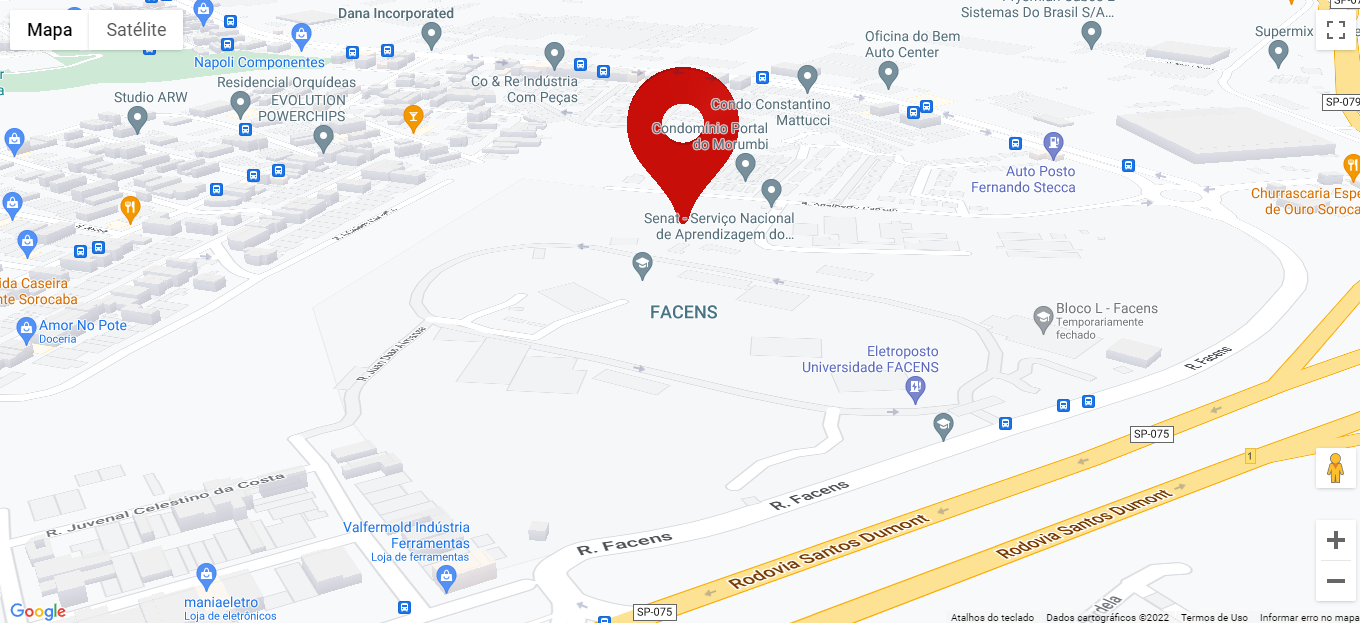 Mapa
Satélite
Dana Incorporated
Sistemas Do Brasil S/A...
SP-079
Napoli Componentes
Co & Re Indústria
Com Peças
Oficina do Bem
Auto Center
Supermix
Residencial Orquídeas
EVOLUTION
POWERCHIPS
Studio ARW
Condo Constantino
Mattucci
Condomínio Portal
do Morumbi
Auto Posto
Fernando Stecca
Churrascaria Espe
de Ouro Soroca
Senat-Serviço Nacional
de Aprendizagem do...
ida Caseira
nte Sorocaba
Amor No Pote
Doceria
FACENS
Bloco L - Facens
Temporariamente
fechado
Eletroposto
Universidade FACENS
R. Facens
SP-075
1
R. Juvenal Celestino da Costa
R. Facens
Valfermold Indústria
Ferramentas
Loja de ferramentas
R. Facens
Rodovia Santos Dumont
Rodovia Santos Dumont
maniaeletro
Loja de eletrônicos
SP-075
Google
Atalhos do teclado
Dados cartográficos ©2022
Termos de Uso
Informar erro no mapa